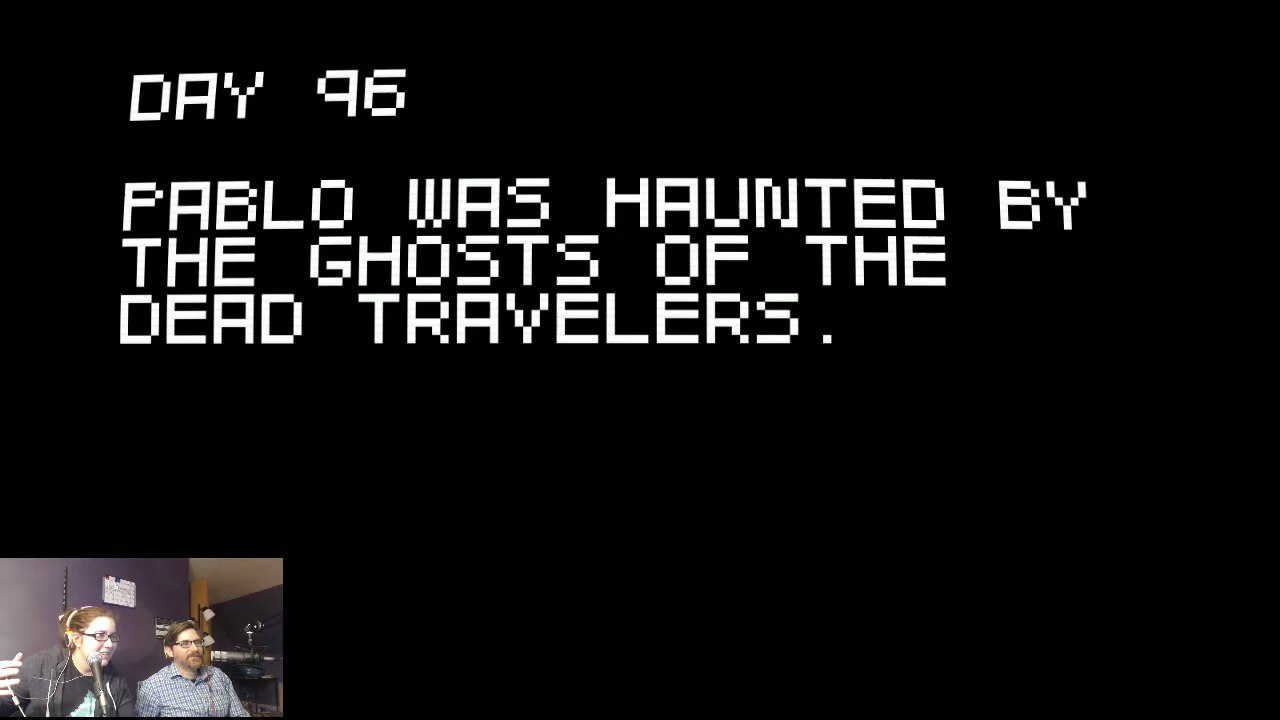 DAY 96
PABLO WAS HAUNTED BY
THE GHOSTS OF THE
DEAD TRAVELERS.